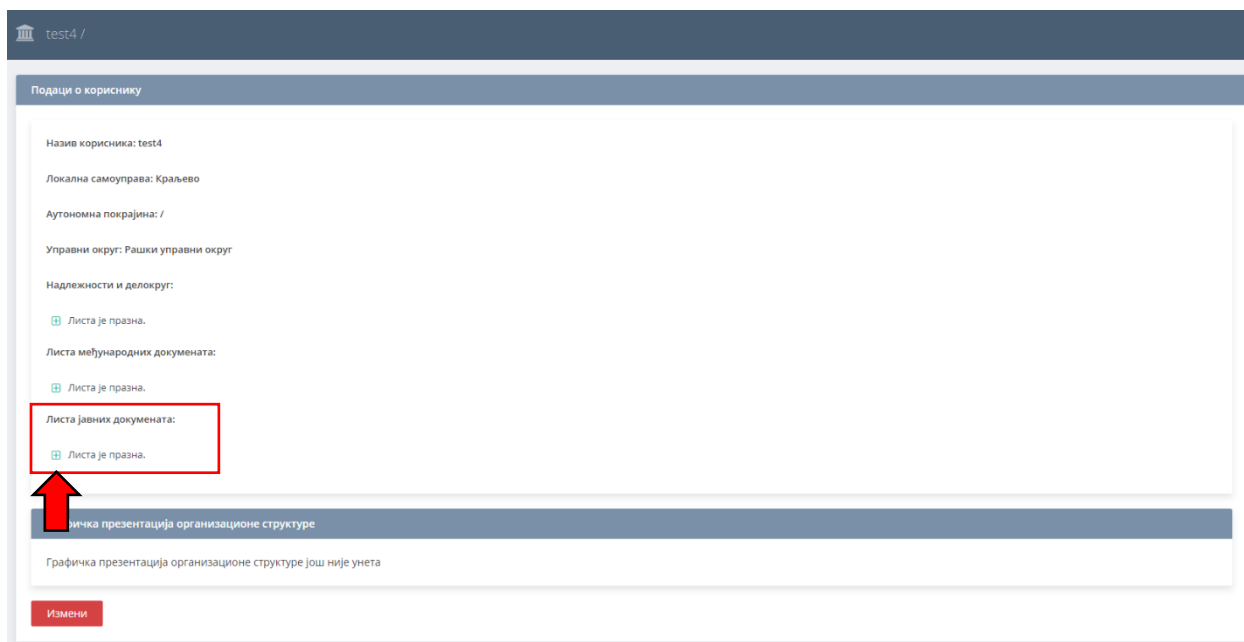 test4 /
Подаци о кориснику
Назив корисника: test4
Локална самоуправа: Краљево
Аутономна покрајина: /
Управни округ: Рашки управни округ
Надлежности и делокруг:
Листа је празна.
Листа међународних докумената:
Листа је празна.
Листа јавних докумената:
Листа је празна.
презентација организационе структуре
Графичка презентација организационе структуре још није унета
Измени